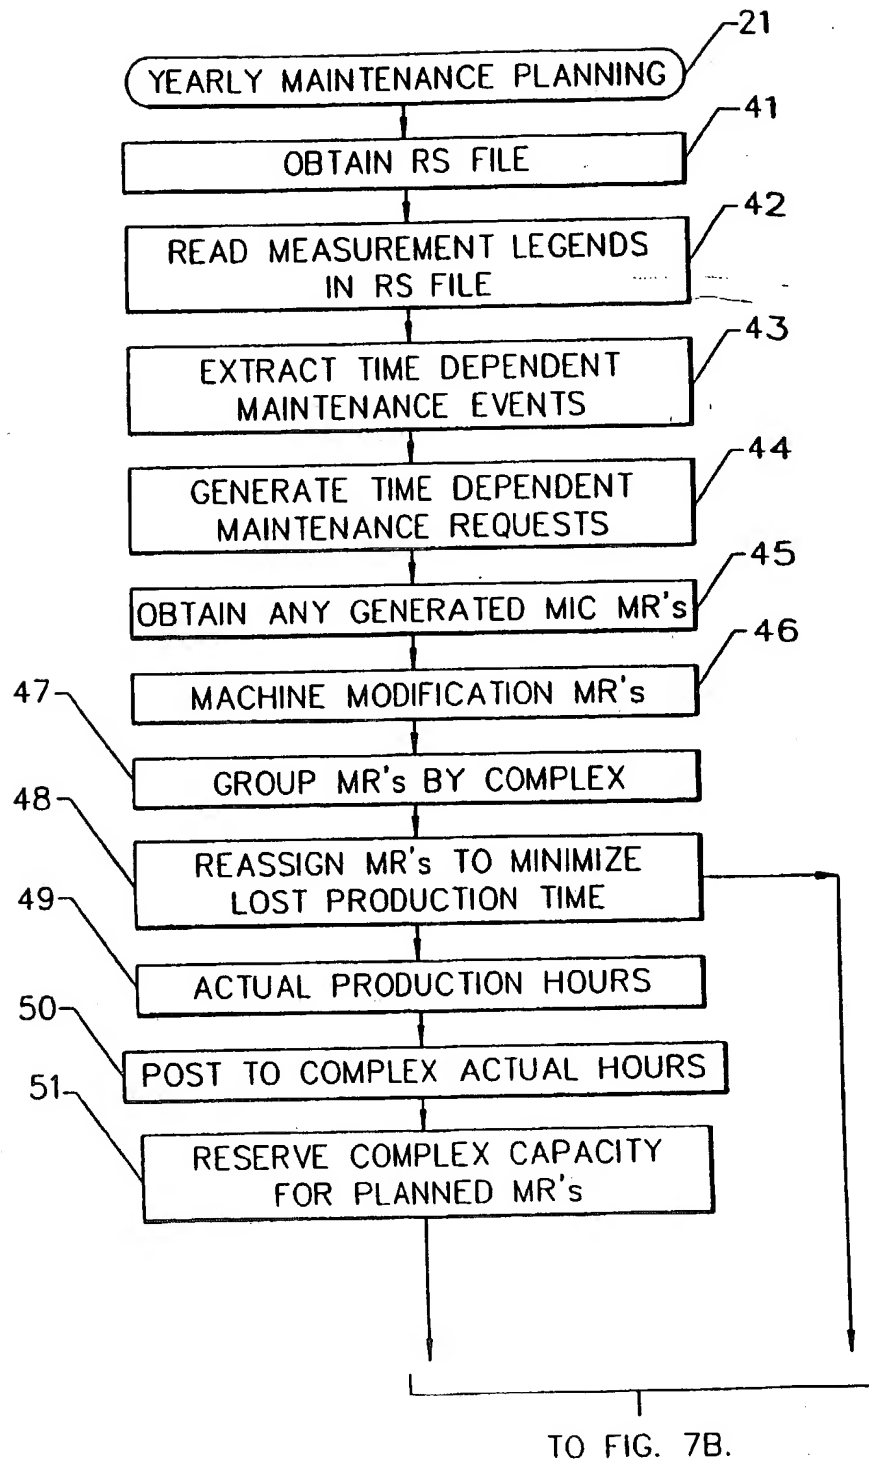 21
YEARLY MAINTENANCE PLANNING
41
OBTAIN RS FILE
42
READ MEASUREMENT LEGENDS
IN RS FILE
43
EXTRACT TIME DEPENDENT
MAINTENANCE EVENTS
44
GENERATE TIME DEPENDENT
MAINTENANCE REQUESTS
45
OBTAIN ANY GENERATED MIC MR's
46
MACHINE MODIFICATION MR's
47
GROUP MR's BY COMPLEX
48
REASSIGN MR's TO MINIMIZE
LOST PRODUCTION TIME
49
ACTUAL PRODUCTION HOURS
50
POST TO COMPLEX ACTUAL HOURS
51
RESERVE COMPLEX CAPACITY
FOR PLANNED MR's
TO FIG. 7B.